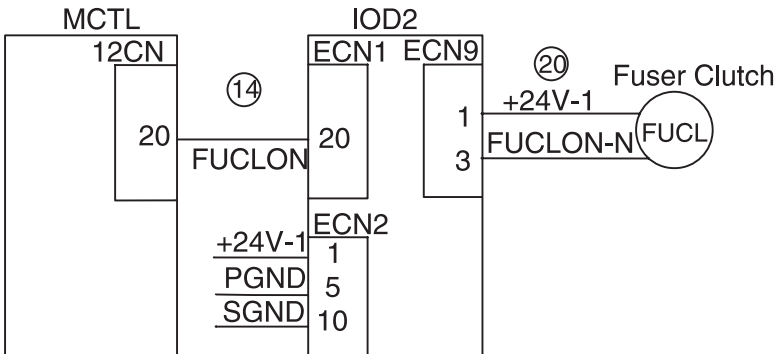 MCTL IOD2
12CN ECN1 ECN9
14 20 Fuser Clutch
+24V-1
1
20 20 FUCL
FUCLON FUCLON-N
3
ECN2
+24V-1 1
PGND 5
SGND 10